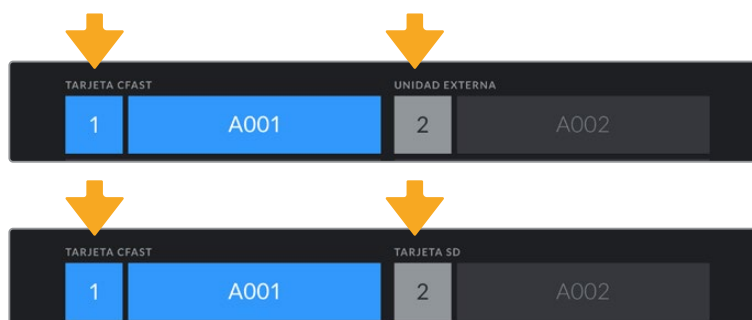 TARJETA CFAST UNIDAD EXTERNA
1 A001 2 A002
TARJETA CFAST TARJETA SD
1 A001 2 A002